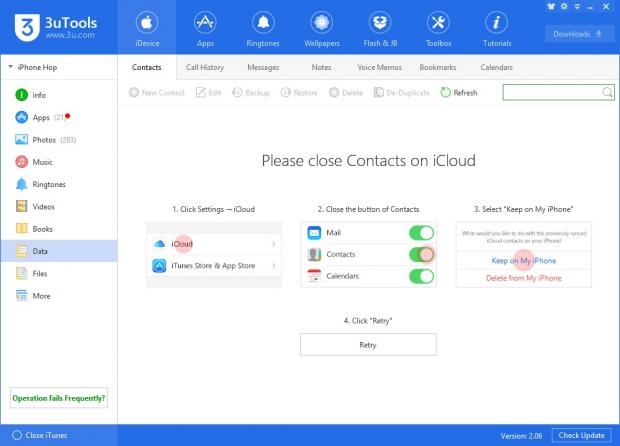 3uTools
www.3u.com
iDevice
Apps
Ringtones
Wallpapers
Flash & JB
Toolbox
Tutorials
Downloads
iPhone Hop
Contacts
Call History
Messages
Notes
Voice Memos
Bookmarks
Calendars
New Contact
Edit
Backup
Restore
Delete
De-Duplicate
Refresh
Info
Apps (21)
Photos (283)
Music
Ringtones
Videos
Books
Data
Files
More
Please close Contacts on iCloud
1. Click Settings → iCloud
iCloud
iTunes Store & App Store
2. Close the button of Contacts
Mail
Contacts
Calendars
3. Select "Keep on My iPhone"
What would you like to do with the previously synced
iCloud contacts on your iPhone?
Keep on My iPhone
Delete from My iPhone
4. Click "Retry"
Retry
Operation Fails Frequently?
Close iTunes
Version: 2.06
Check Update